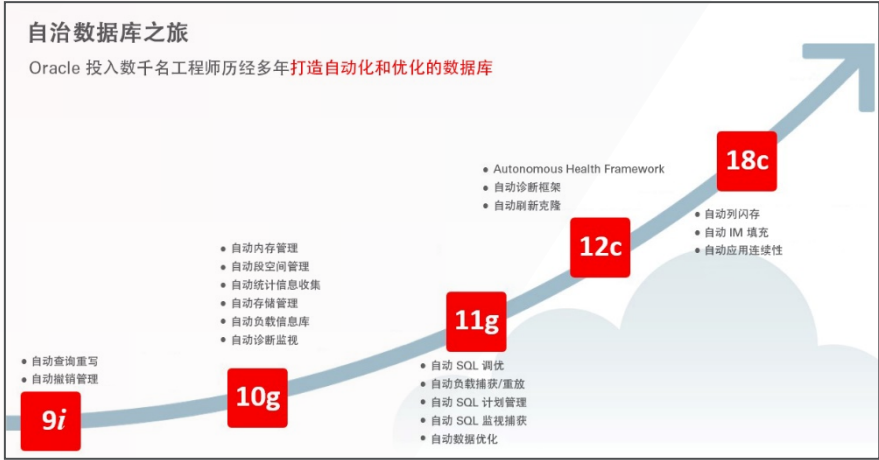 自治数据库之旅
Oracle 投入数千名工程师历经多年打造自动化和优化的数据库
9i
● 自动查询重写
● 自动撤销管理
10g
● 自动内存管理
● 自动段空间管理
● 自动统计信息收集
● 自动存储管理
● 自动负载信息库
● 自动诊断监视
11g
● 自动 SQL 调优
● 自动负载捕获/重放
● 自动 SQL 计划管理
● 自动 SQL 监视捕获
● 自动数据优化
12c
● Autonomous Health Framework
● 自动诊断框架
● 自动刷新克隆
18c
● 自动列闪存
● 自动 IM 填充
● 自动应用连续性